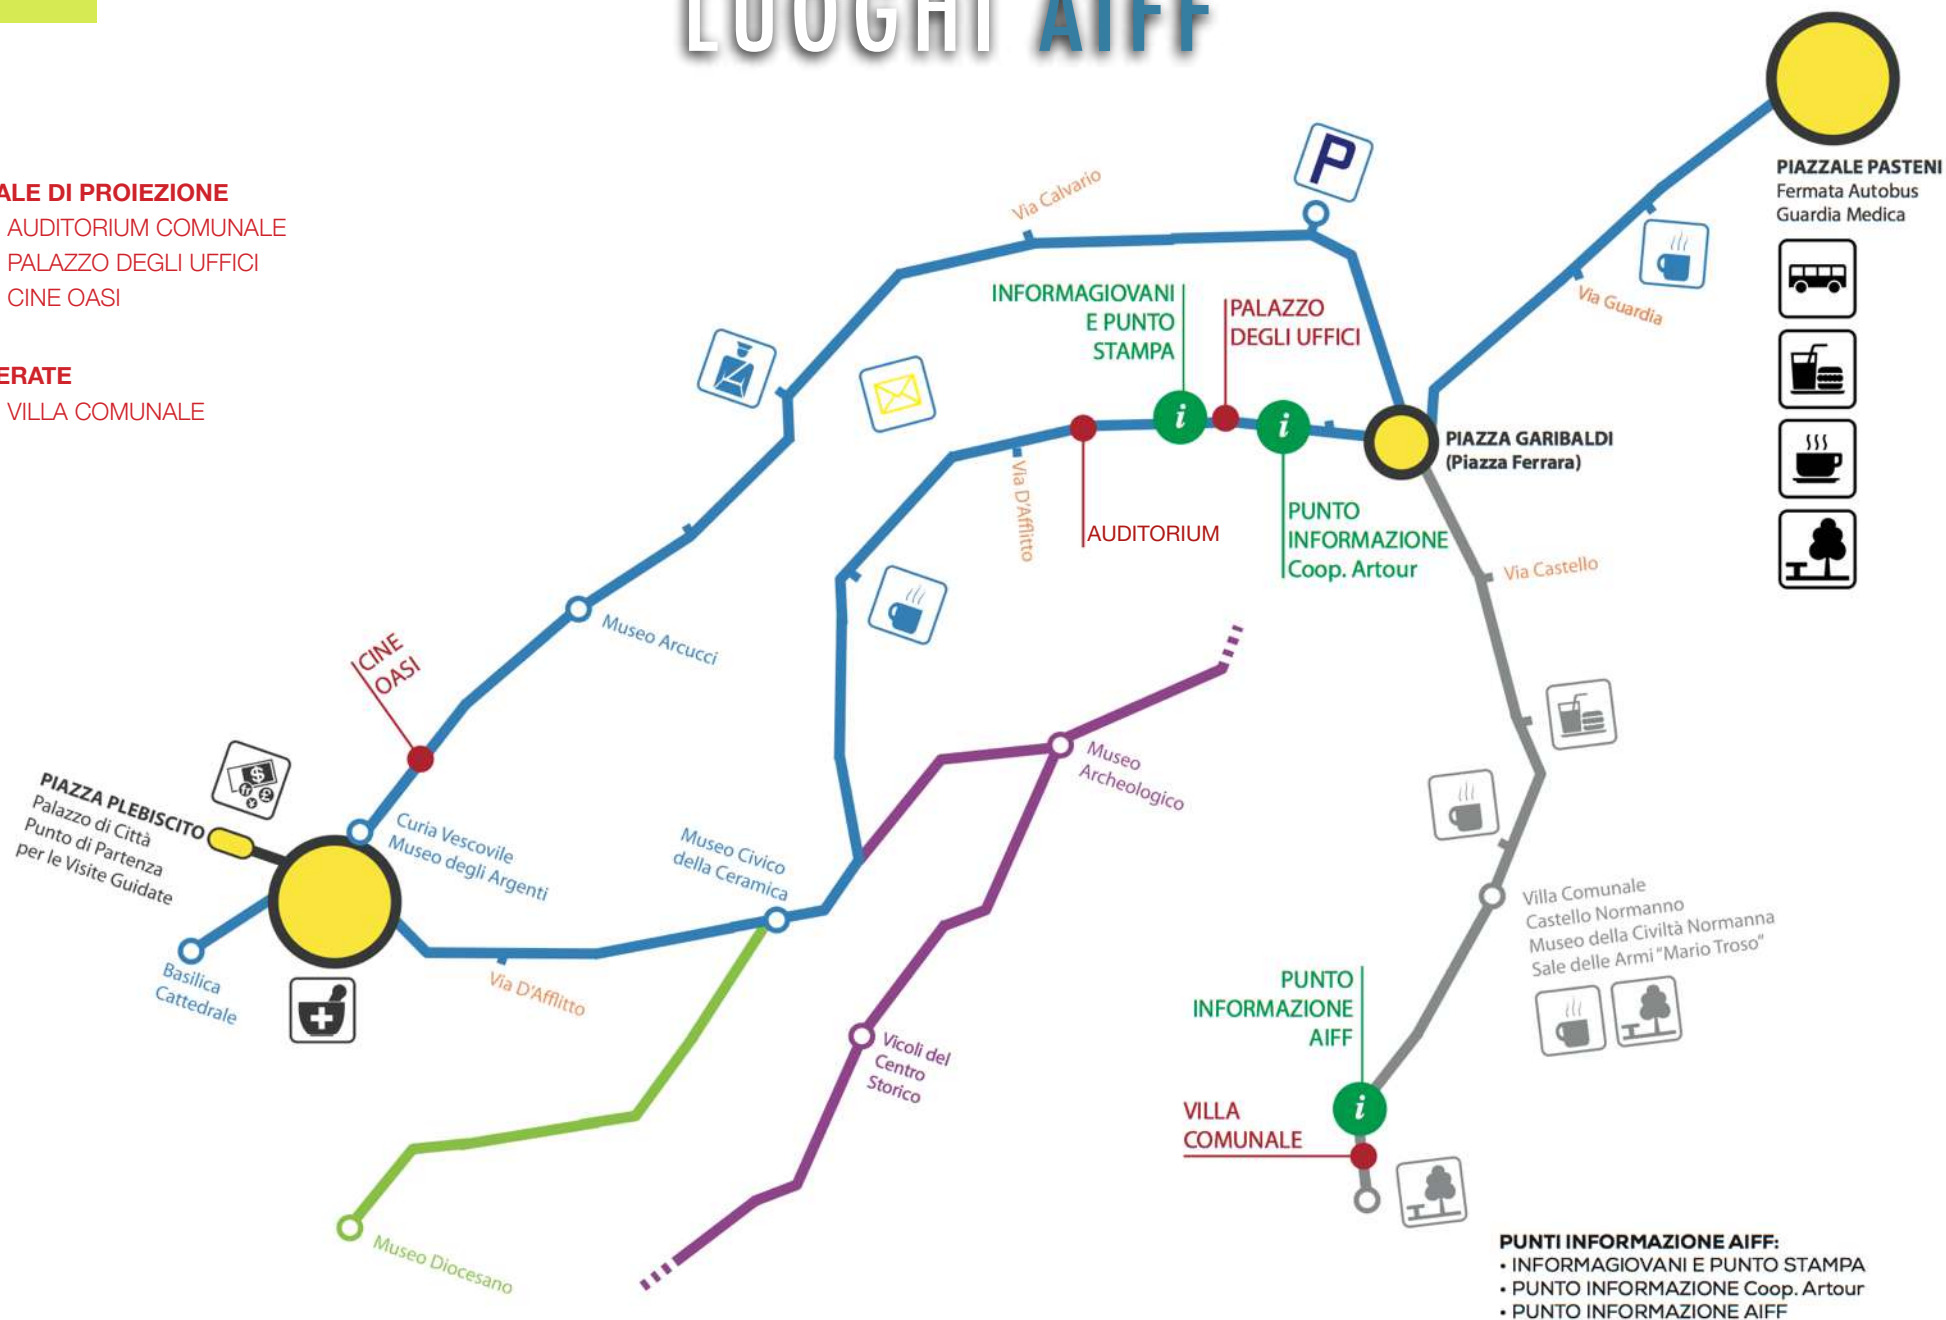 LUOGHI AIFF
ALE DI PROIEZIONE
AUDITORIUM COMUNALE
PALAZZO DEGLI UFFICI
CINE OASI
ERATE
VILLA COMUNALE
P
Via Calvario
PIAZZALE PASTENI
Fermata Autobus
Guardia Medica
Via Guardia
INFORMAGIOVANI
E PUNTO
STAMPA
PALAZZO
DEGLI UFFICI
i
i
PIAZZA GARIBALDI
(Piazza Ferrara)
Via D'Afflitto
AUDITORIUM
PUNTO
INFORMAZIONE
Coop. Artour
Via Castello
Museo Arcucci
CINE
OASI
Museo
Archeologico
PIAZZA PLEBISCITO
Palazzo di Città
Punto di Partenza
per le Visite Guidate
Curia Vescovile
Museo degli Argenti
Museo Civico
della Ceramica
Basilica
Cattedrale
Via D'Afflitto
Villa Comunale
Castello Normanno
Museo della Civiltà Normanna
Sale delle Armi "Mario Troso"
PUNTO
INFORMAZIONE
AIFF
i
Vicoli del
Centro
Storico
VILLA
COMUNALE
Museo Diocesano
PUNTI INFORMAZIONE AIFF:
• INFORMAGIOVANI E PUNTO STAMPA
• PUNTO INFORMAZIONE Coop. Artour
• PUNTO INFORMAZIONE AIFF